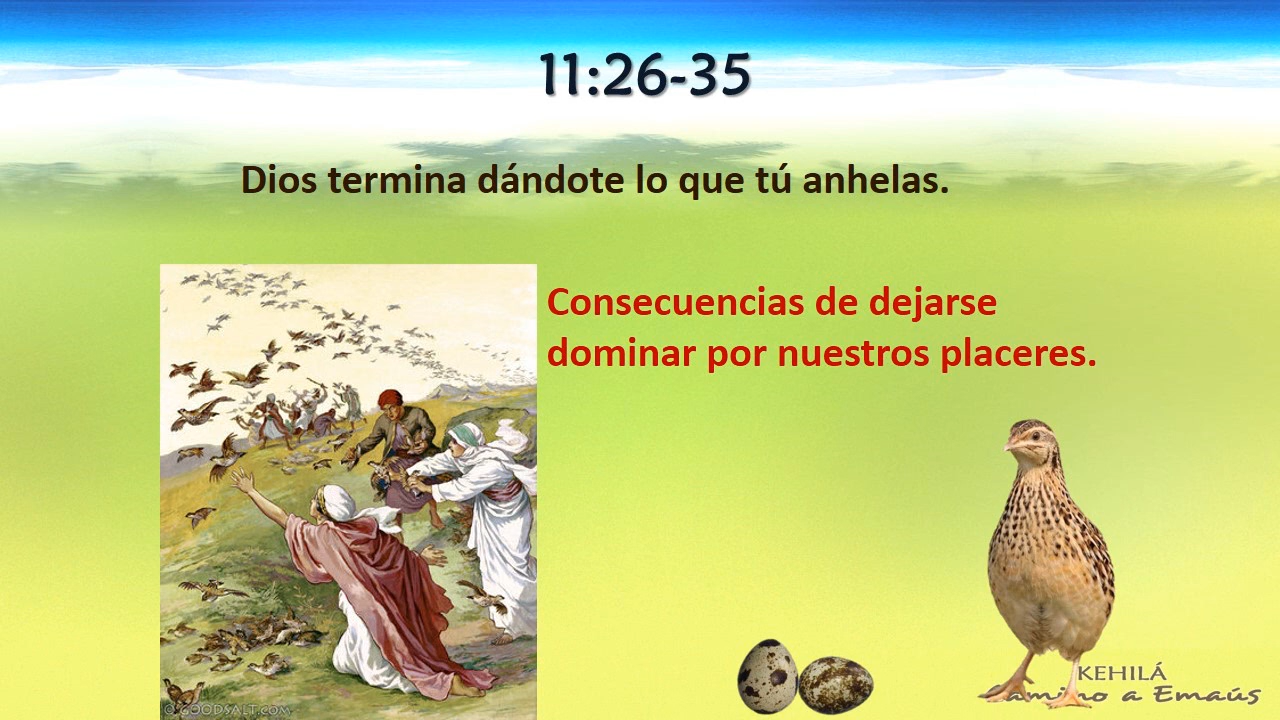 11:26-35
Dios termina dándote lo que tú anhelas.
Consecuencias de dejarse
dominar por nuestros placeres.
© GOODSALT.COM
KEHILÁ
Camino a Emaús